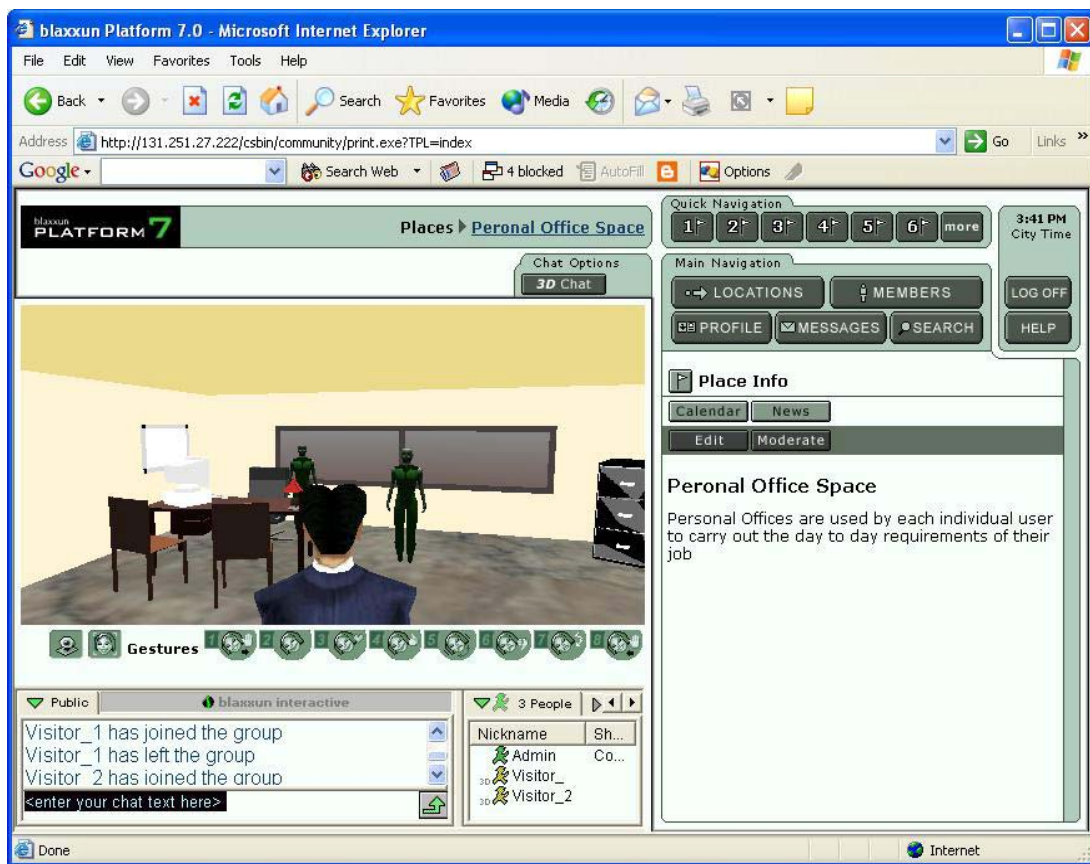 blaxxun Platform 7.0 - Microsoft Internet Explorer
File Edit View Favorites Tools Help
Back Search Favorites Media
Address http://131.251.27.222/csbin/community/print.exe?TPL=index Go Links »
Google Search Web 4 blocked AutoFill Options
blaxxun
PLATFORM 7
Places Peronal Office Space
Chat Options
3D Chat
Quick Navigation
1 2 3 4 5 6 more
3:41 PM
City Time
Main Navigation
LOCATIONS MEMBERS
PROFILE MESSAGES SEARCH
LOG OFF
HELP
Place Info
Calendar News
Edit Moderate
Peronal Office Space
Personal Offices are used by each individual user
to carry out the day to day requirements of their
job
Gestures 1 2 3 4 5 6 7 8
Public blaxxun interactive
Visitor_1 has joined the group
Visitor_1 has left the group
Visitor_2 has joined the group
<enter your chat text here>
3 People
Nickname Sh...
Admin Co...
3D Visitor_
3D Visitor_2
Done Internet